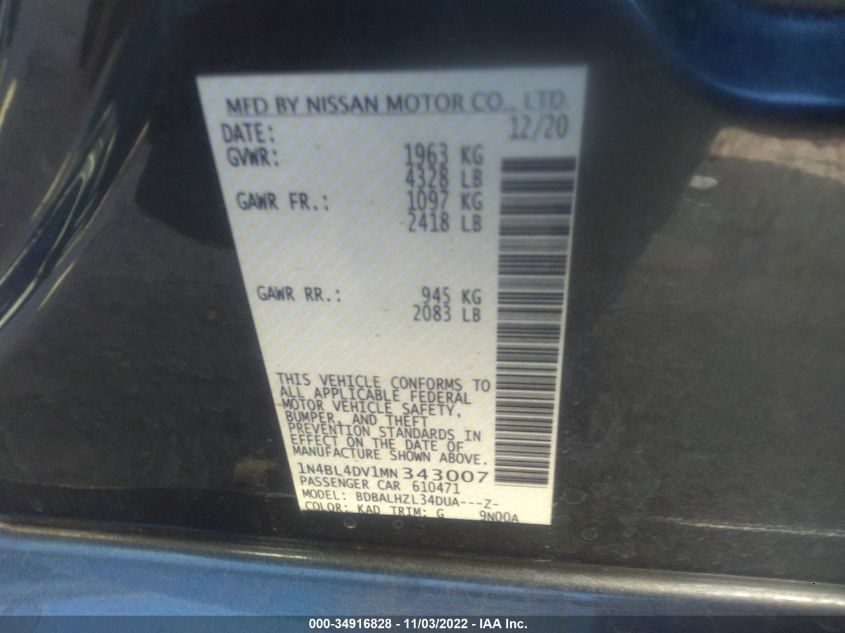 MFD BY NISSAN MOTOR CO., LTD.
DATE: 12/20
GVWR: 1963 KG
4328 LB
GAWR FR.: 1097 KG
2418 LB
GAWR RR.: 945 KG
2083 LB
THIS VEHICLE CONFORMS TO
ALL APPLICABLE FEDERAL
MOTOR VEHICLE SAFETY,
BUMPER, AND THEFT
PREVENTION STANDARDS IN
EFFECT ON THE DATE OF
MANUFACTURE SHOWN ABOVE.
1N4BL4DV1MN343007
PASSENGER CAR 610471
MODEL: BDBALHZL34DUA---Z-
COLOR: KAD TRIM: G 9N00A
000-34916828 - 11/03/2022 - IAA Inc.